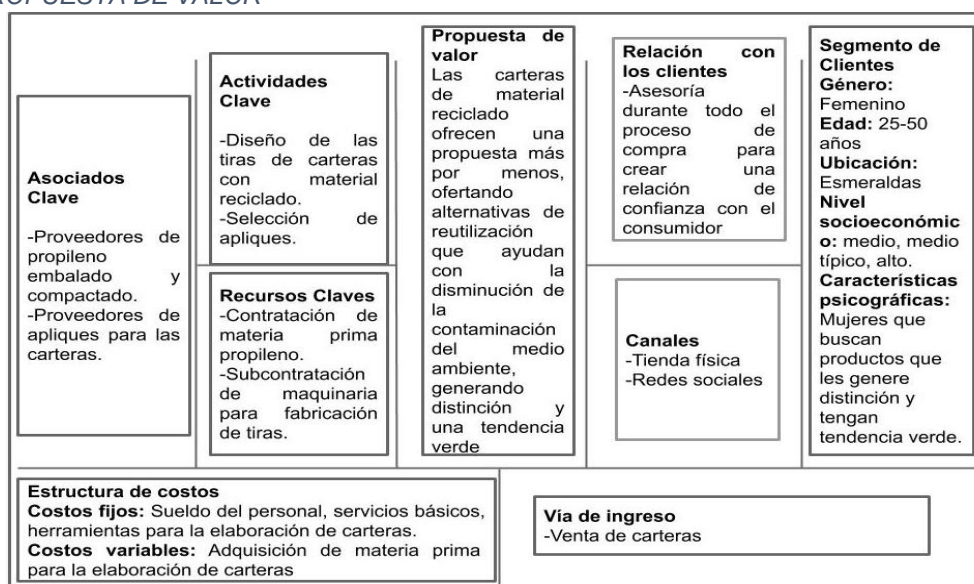 PROPUESTA DE VALOR
Asociados
Clave
-Proveedores de
propileno
embalado y
compactado.
-Proveedores de
apliques para las
carteras.
Actividades
Clave
-Diseño de las
tiras de carteras
con material
reciclado.
-Selección de
apliques.
Recursos Claves
-Contratación de
materia prima
propileno.
-Subcontratación
de maquinaria
para fabricación
de tiras.
Propuesta de
valor
Las carteras
de material
reciclado
ofrecen una
propuesta más
por menos,
ofertando
alternativas de
reutilización
que ayudan
con la
disminución de
la
contaminación
del medio
ambiente,
generando
distinción y
una tendencia
verde
Relación con
los clientes
-Asesoría
durante todo el
proceso de
compra para
crear una
relación de
confianza con el
consumidor
Canales
-Tienda física
-Redes sociales
Segmento de
Clientes
Género:
Femenino
Edad: 25-50
años
Ubicación:
Esmeraldas
Nivel
socioeconómic
o: medio, medio
típico, alto.
Características
psicográficas:
Mujeres que
buscan
productos que
les genere
distinción y
tengan
tendencia verde.
Estructura de costos
Costos fijos: Sueldo del personal, servicios básicos,
herramientas para la elaboración de carteras.
Costos variables: Adquisición de materia prima
para la elaboración de carteras
Vía de ingreso
-Venta de carteras